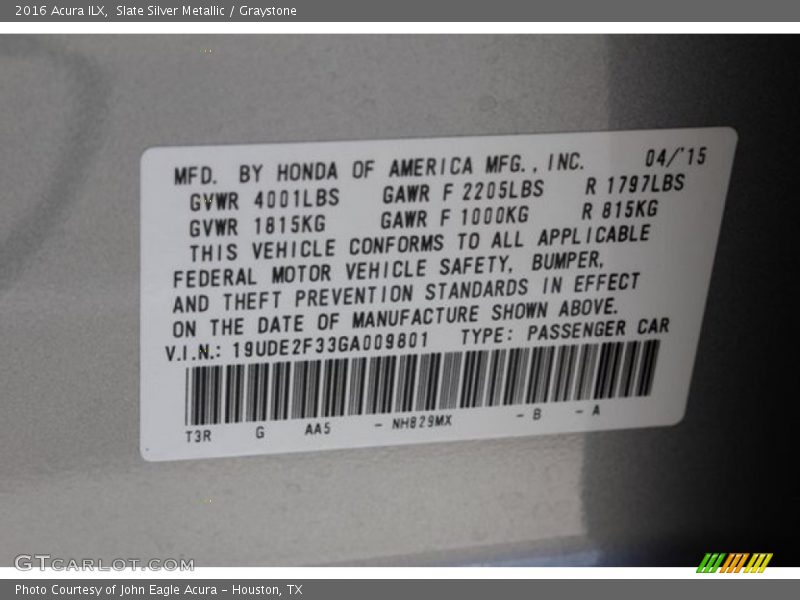 2016 Acura ILX,  Slate Silver Metallic / Graystone
MFD. BY HONDA OF AMERICA MFG., INC. 04/'15
GVWR 4001LBS GAWR F 2205LBS R 1797LBS
GVWR 1815KG GAWR F 1000KG R 815KG
THIS VEHICLE CONFORMS TO ALL APPLICABLE
FEDERAL MOTOR VEHICLE SAFETY, BUMPER,
AND THEFT PREVENTION STANDARDS IN EFFECT
ON THE DATE OF MANUFACTURE SHOWN ABOVE.
V.I.N.: 19UDE2F33GA009801 TYPE: PASSENGER CAR
T3R G AA5 - NH829MX - B - A
GTCARLOT.COM
Photo Courtesy of John Eagle Acura - Houston, TX